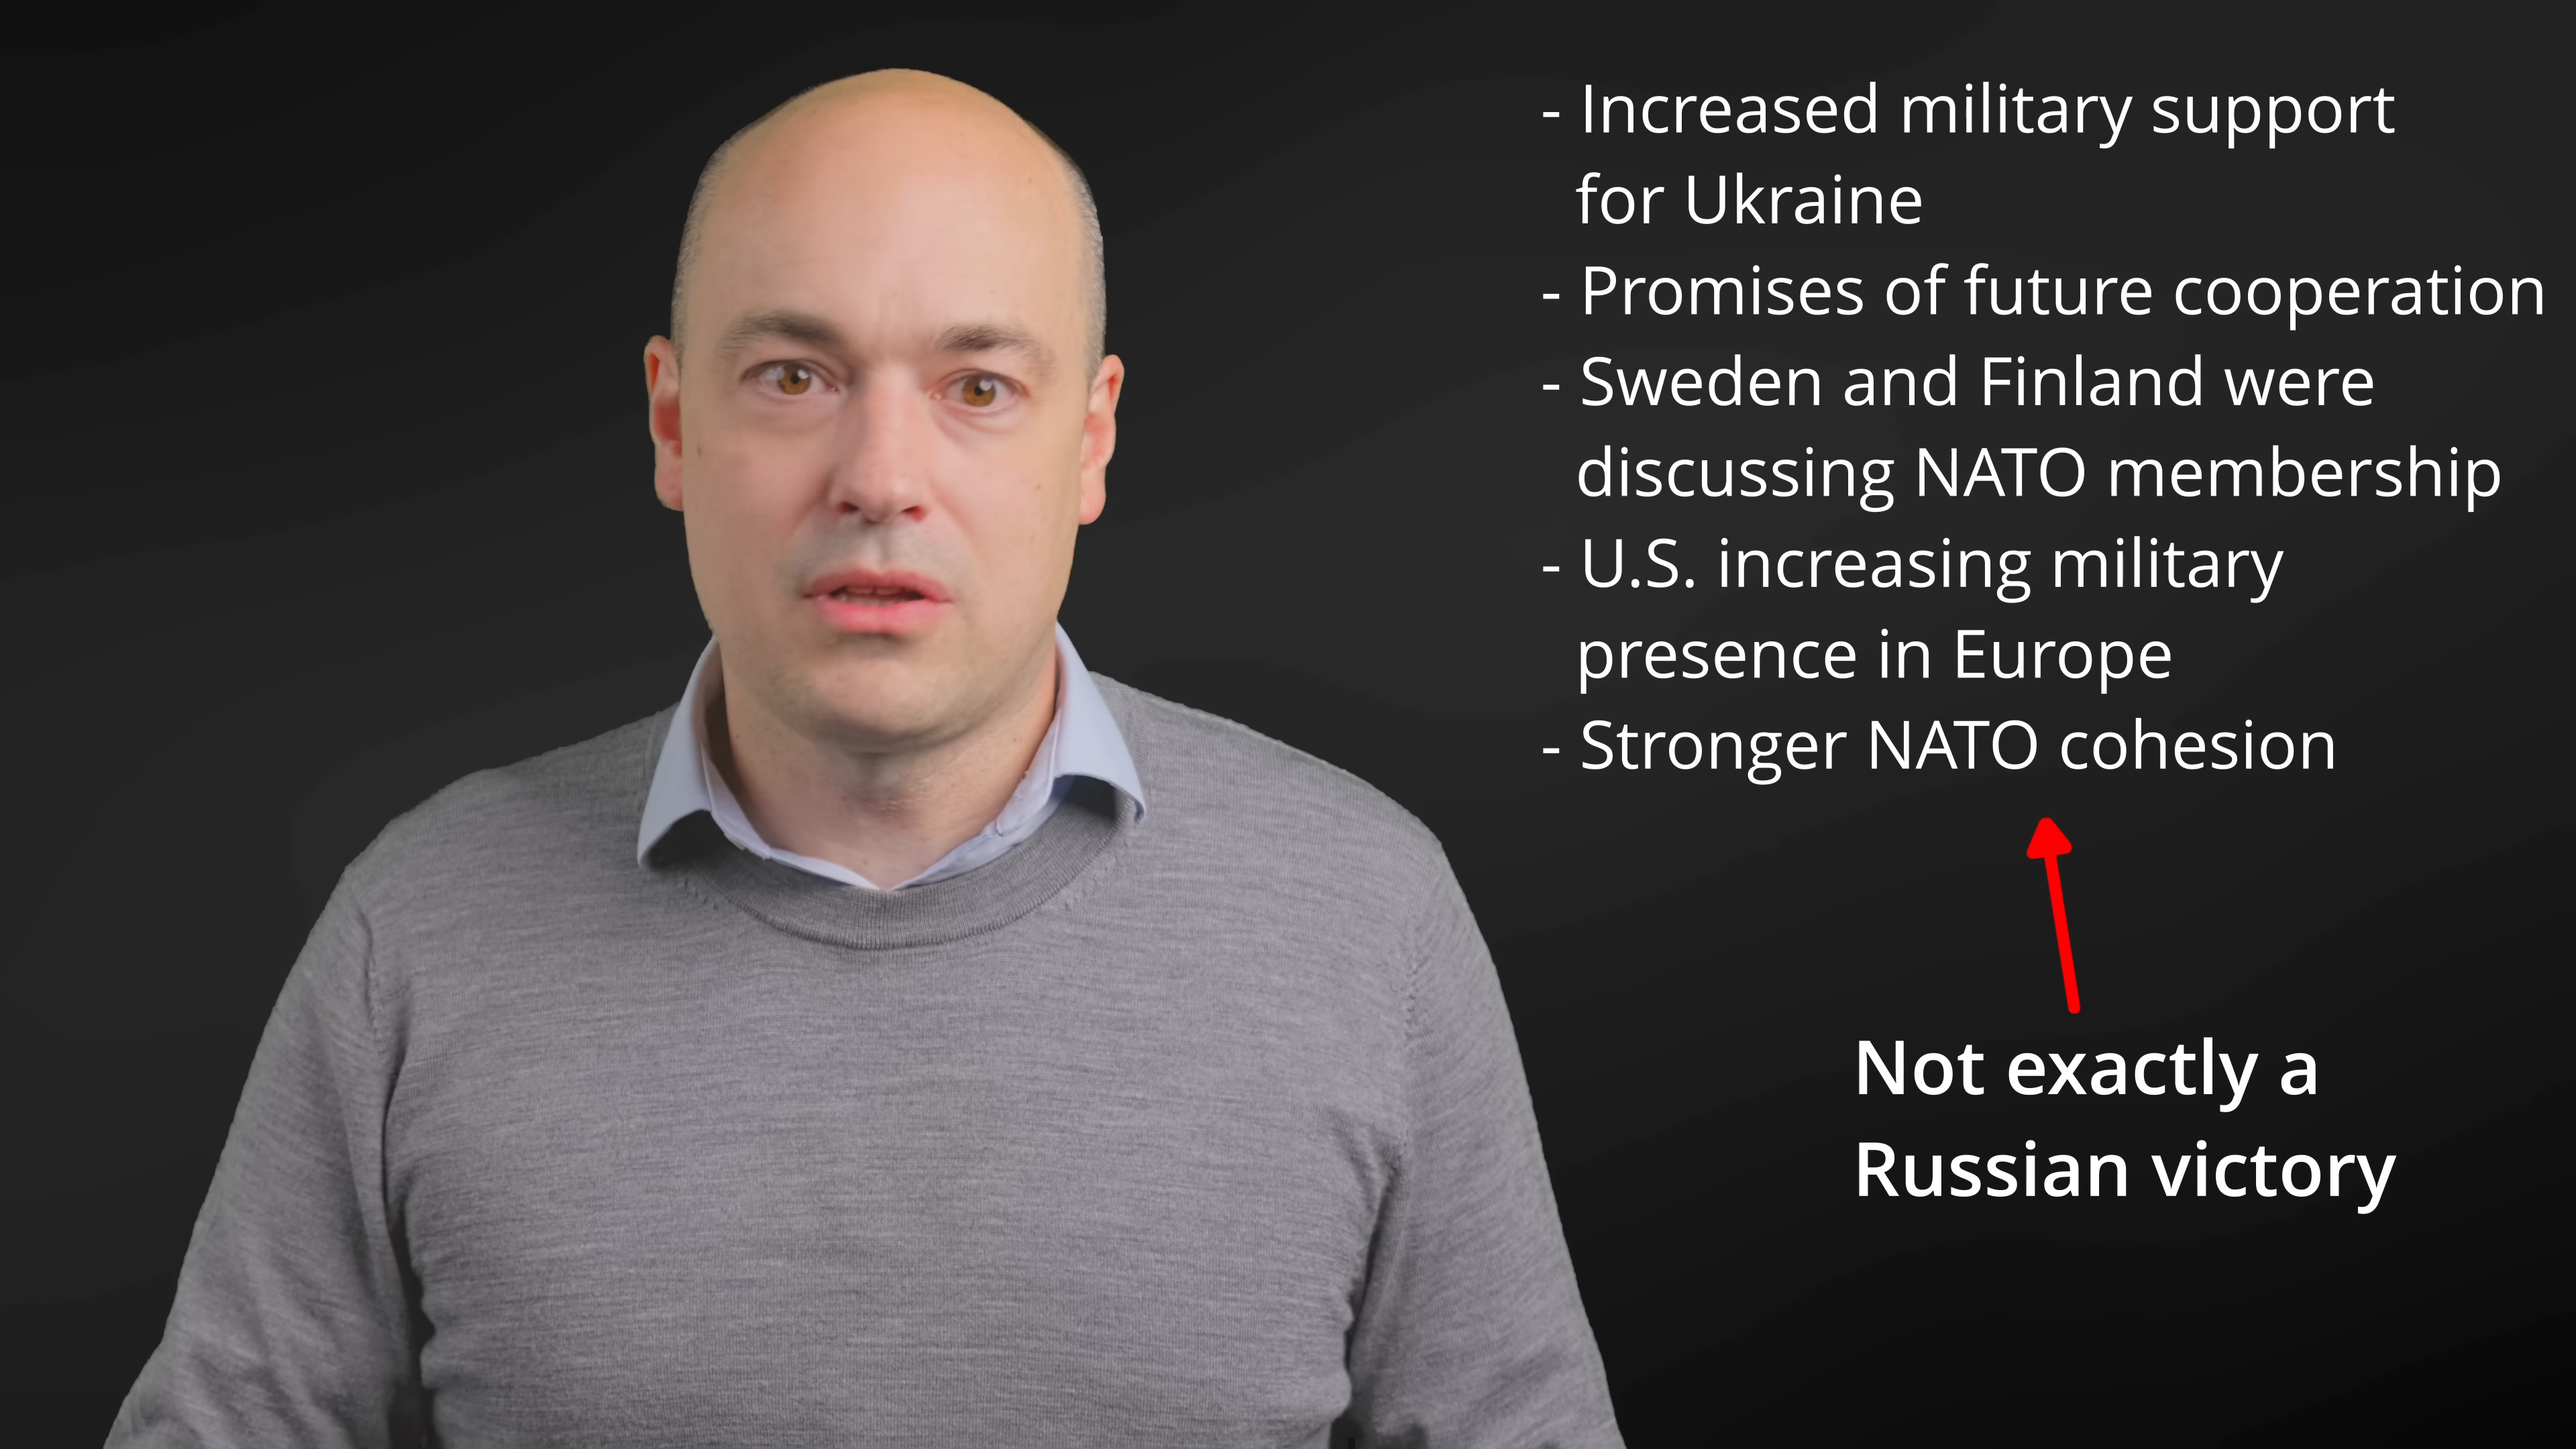 - Increased military support
for Ukraine
- Promises of future cooperation
- Sweden and Finland were
discussing NATO membership
- U.S. increasing military
presence in Europe
- Stronger NATO cohesion
Not exactly a
Russian victory